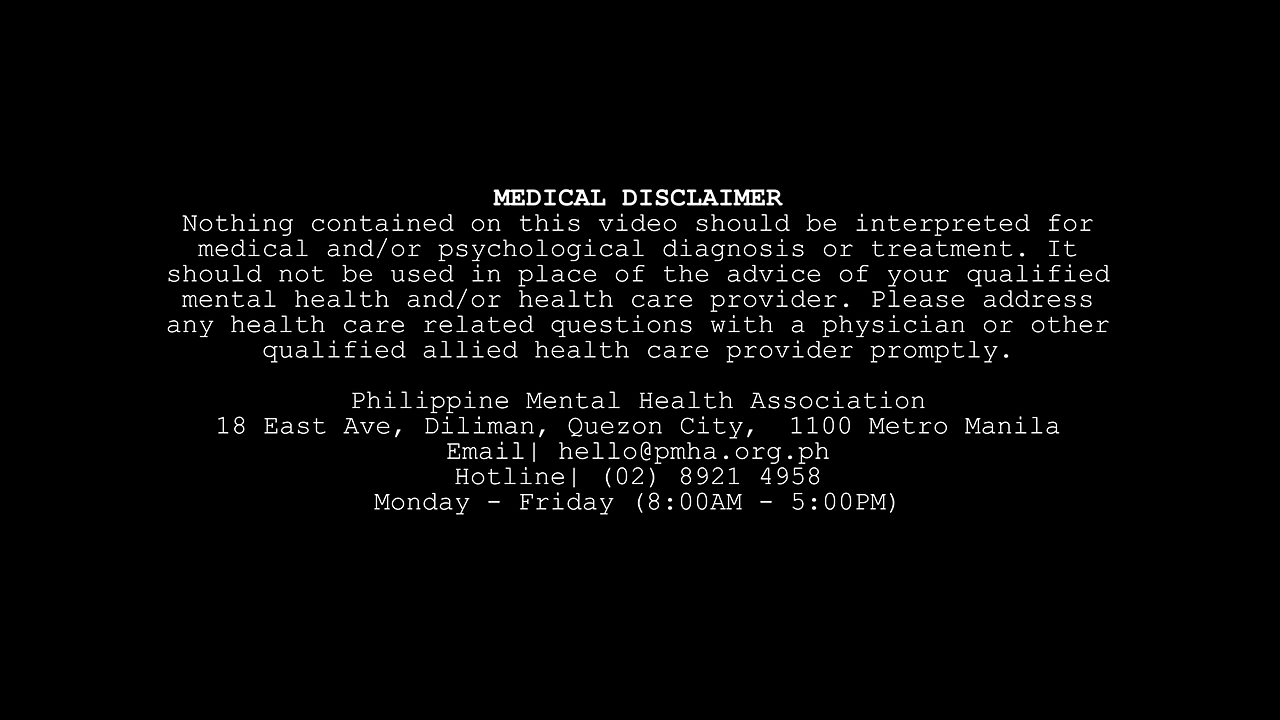 MEDICAL DISCLAIMER
Nothing contained on this video should be interpreted for
medical and/or psychological diagnosis or treatment. It
should not be used in place of the advice of your qualified
mental health and/or health care provider. Please address
any health care related questions with a physician or other
qualified allied health care provider promptly.
Philippine Mental Health Association
18 East Ave, Diliman, Quezon City,  1100 Metro Manila
Email| hello@pmha.org.ph
Hotline| (02) 8921 4958
Monday – Friday (8:00AM – 5:00PM)